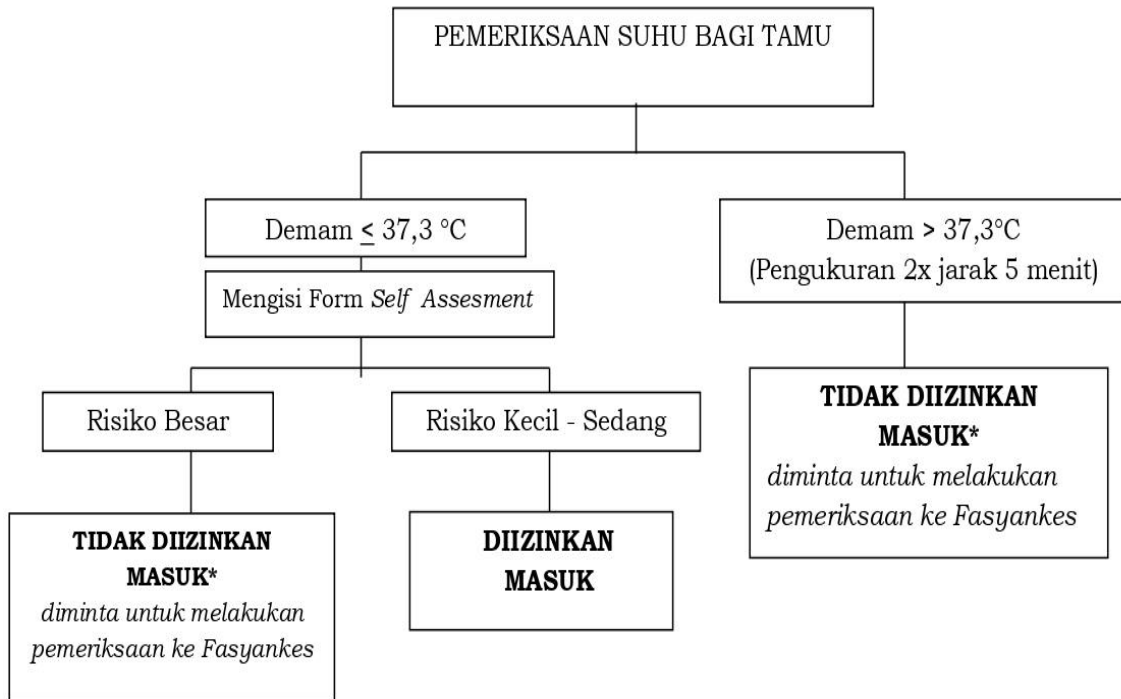 PEMERIKSAAN SUHU BAGI TAMU
Demam ≤ 37,3 °C
Mengisi Form Self Assesment
Demam > 37,3°C
(Pengukuran 2x jarak 5 menit)
Risiko Besar
Risiko Kecil - Sedang
TIDAK DIIZINKAN
MASUK*
diminta untuk melakukan
pemeriksaan ke Fasyankes
DIIZINKAN
MASUK
TIDAK DIIZINKAN
MASUK*
diminta untuk melakukan
pemeriksaan ke Fasyankes